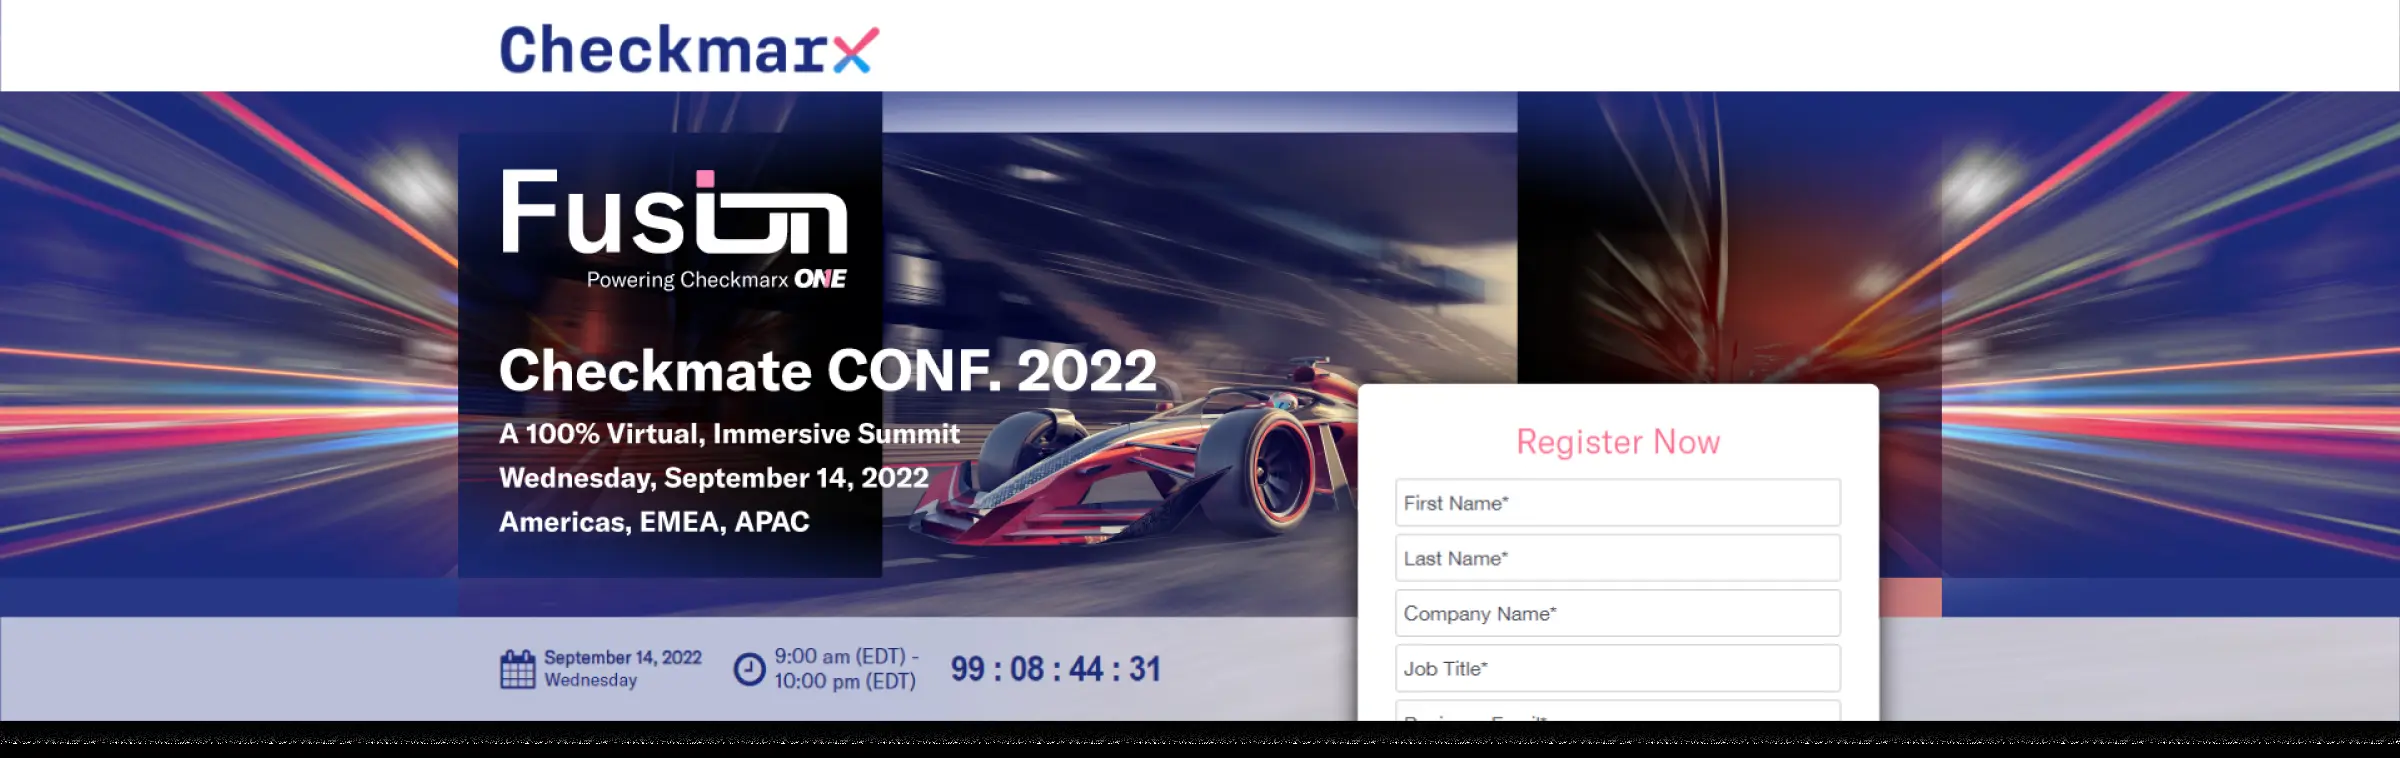 Checkmarx
Fusion
Powering Checkmarx ONE
Checkmate CONF. 2022
A 100% Virtual, Immersive Summit
Wednesday, September 14, 2022
Americas, EMEA, APAC
September 14, 2022
Wednesday
9:00 am (EDT) -
10:00 pm (EDT)
99 : 08 : 44 : 31
Register Now
First Name*
Last Name*
Company Name*
Job Title*